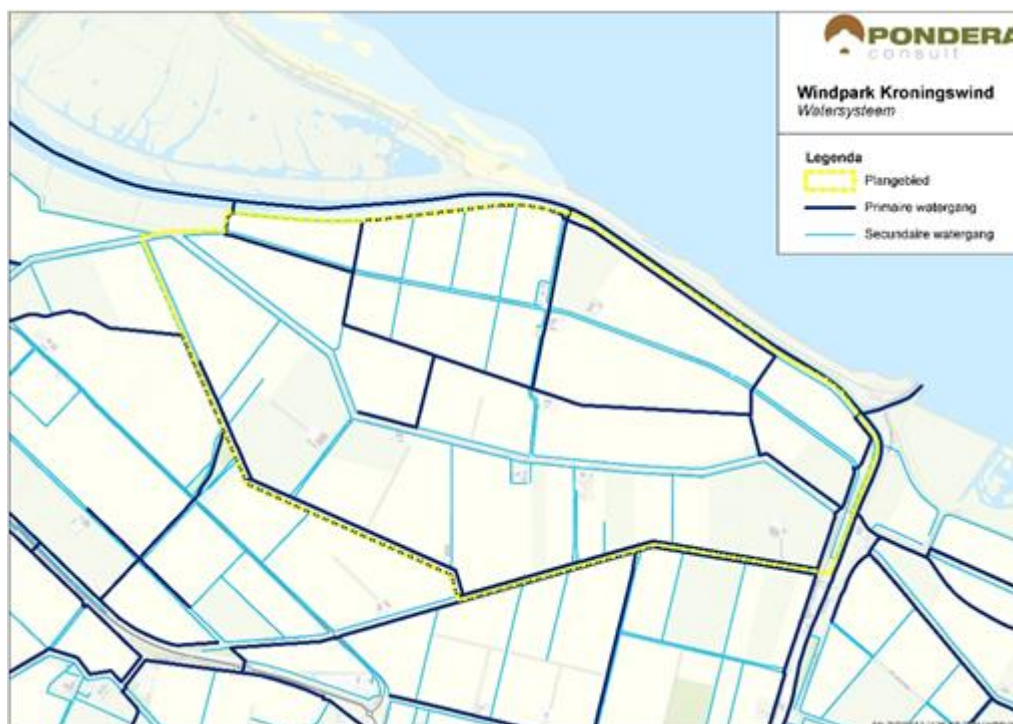 PONDERA
consult
Windpark Kroningswind
Watersysteem
Legenda
Plangebied
Primaire watergang
Secundaire watergang